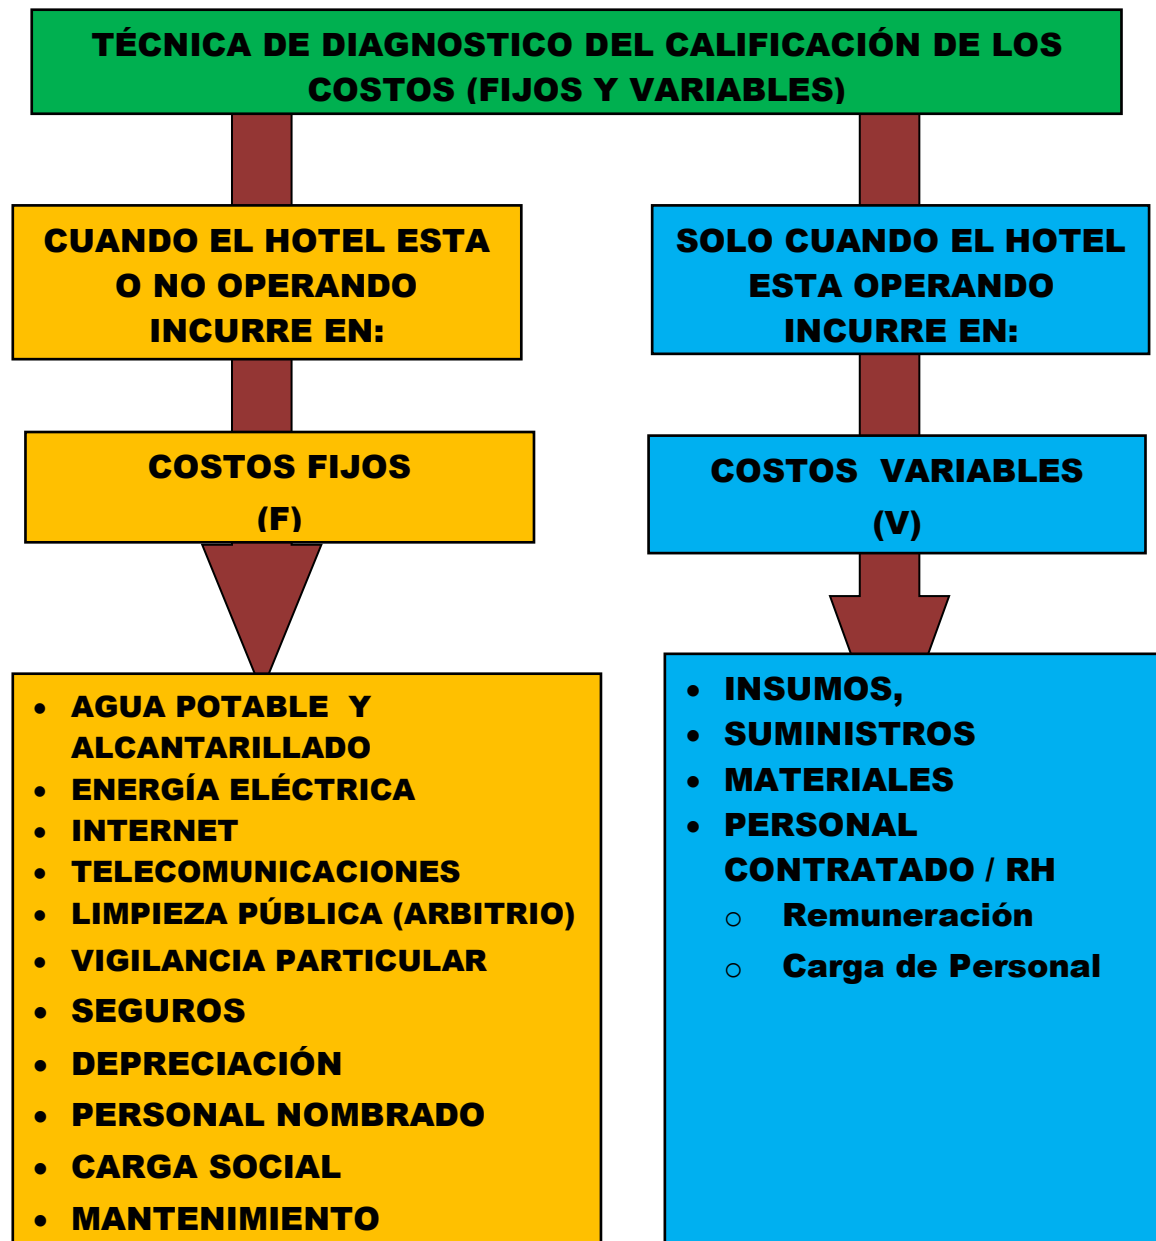 TÉCNICA DE DIAGNOSTICO DEL CALIFICACIÓN DE LOS
COSTOS (FIJOS Y VARIABLES)
CUANDO EL HOTEL ESTA
O NO OPERANDO
INCURRE EN:
COSTOS FIJOS
(F)
• AGUA POTABLE Y
ALCANTARILLADO
• ENERGÍA ELÉCTRICA
• INTERNET
• TELECOMUNICACIONES
• LIMPIEZA PÚBLICA (ARBITRIO)
• VIGILANCIA PARTICULAR
• SEGUROS
• DEPRECIACIÓN
• PERSONAL NOMBRADO
• CARGA SOCIAL
• MANTENIMIENTO
SOLO CUANDO EL HOTEL
ESTA OPERANDO
INCURRE EN:
COSTOS VARIABLES
(V)
• INSUMOS,
• SUMINISTROS
• MATERIALES
• PERSONAL
CONTRATADO / RH
o Remuneración
o Carga de Personal